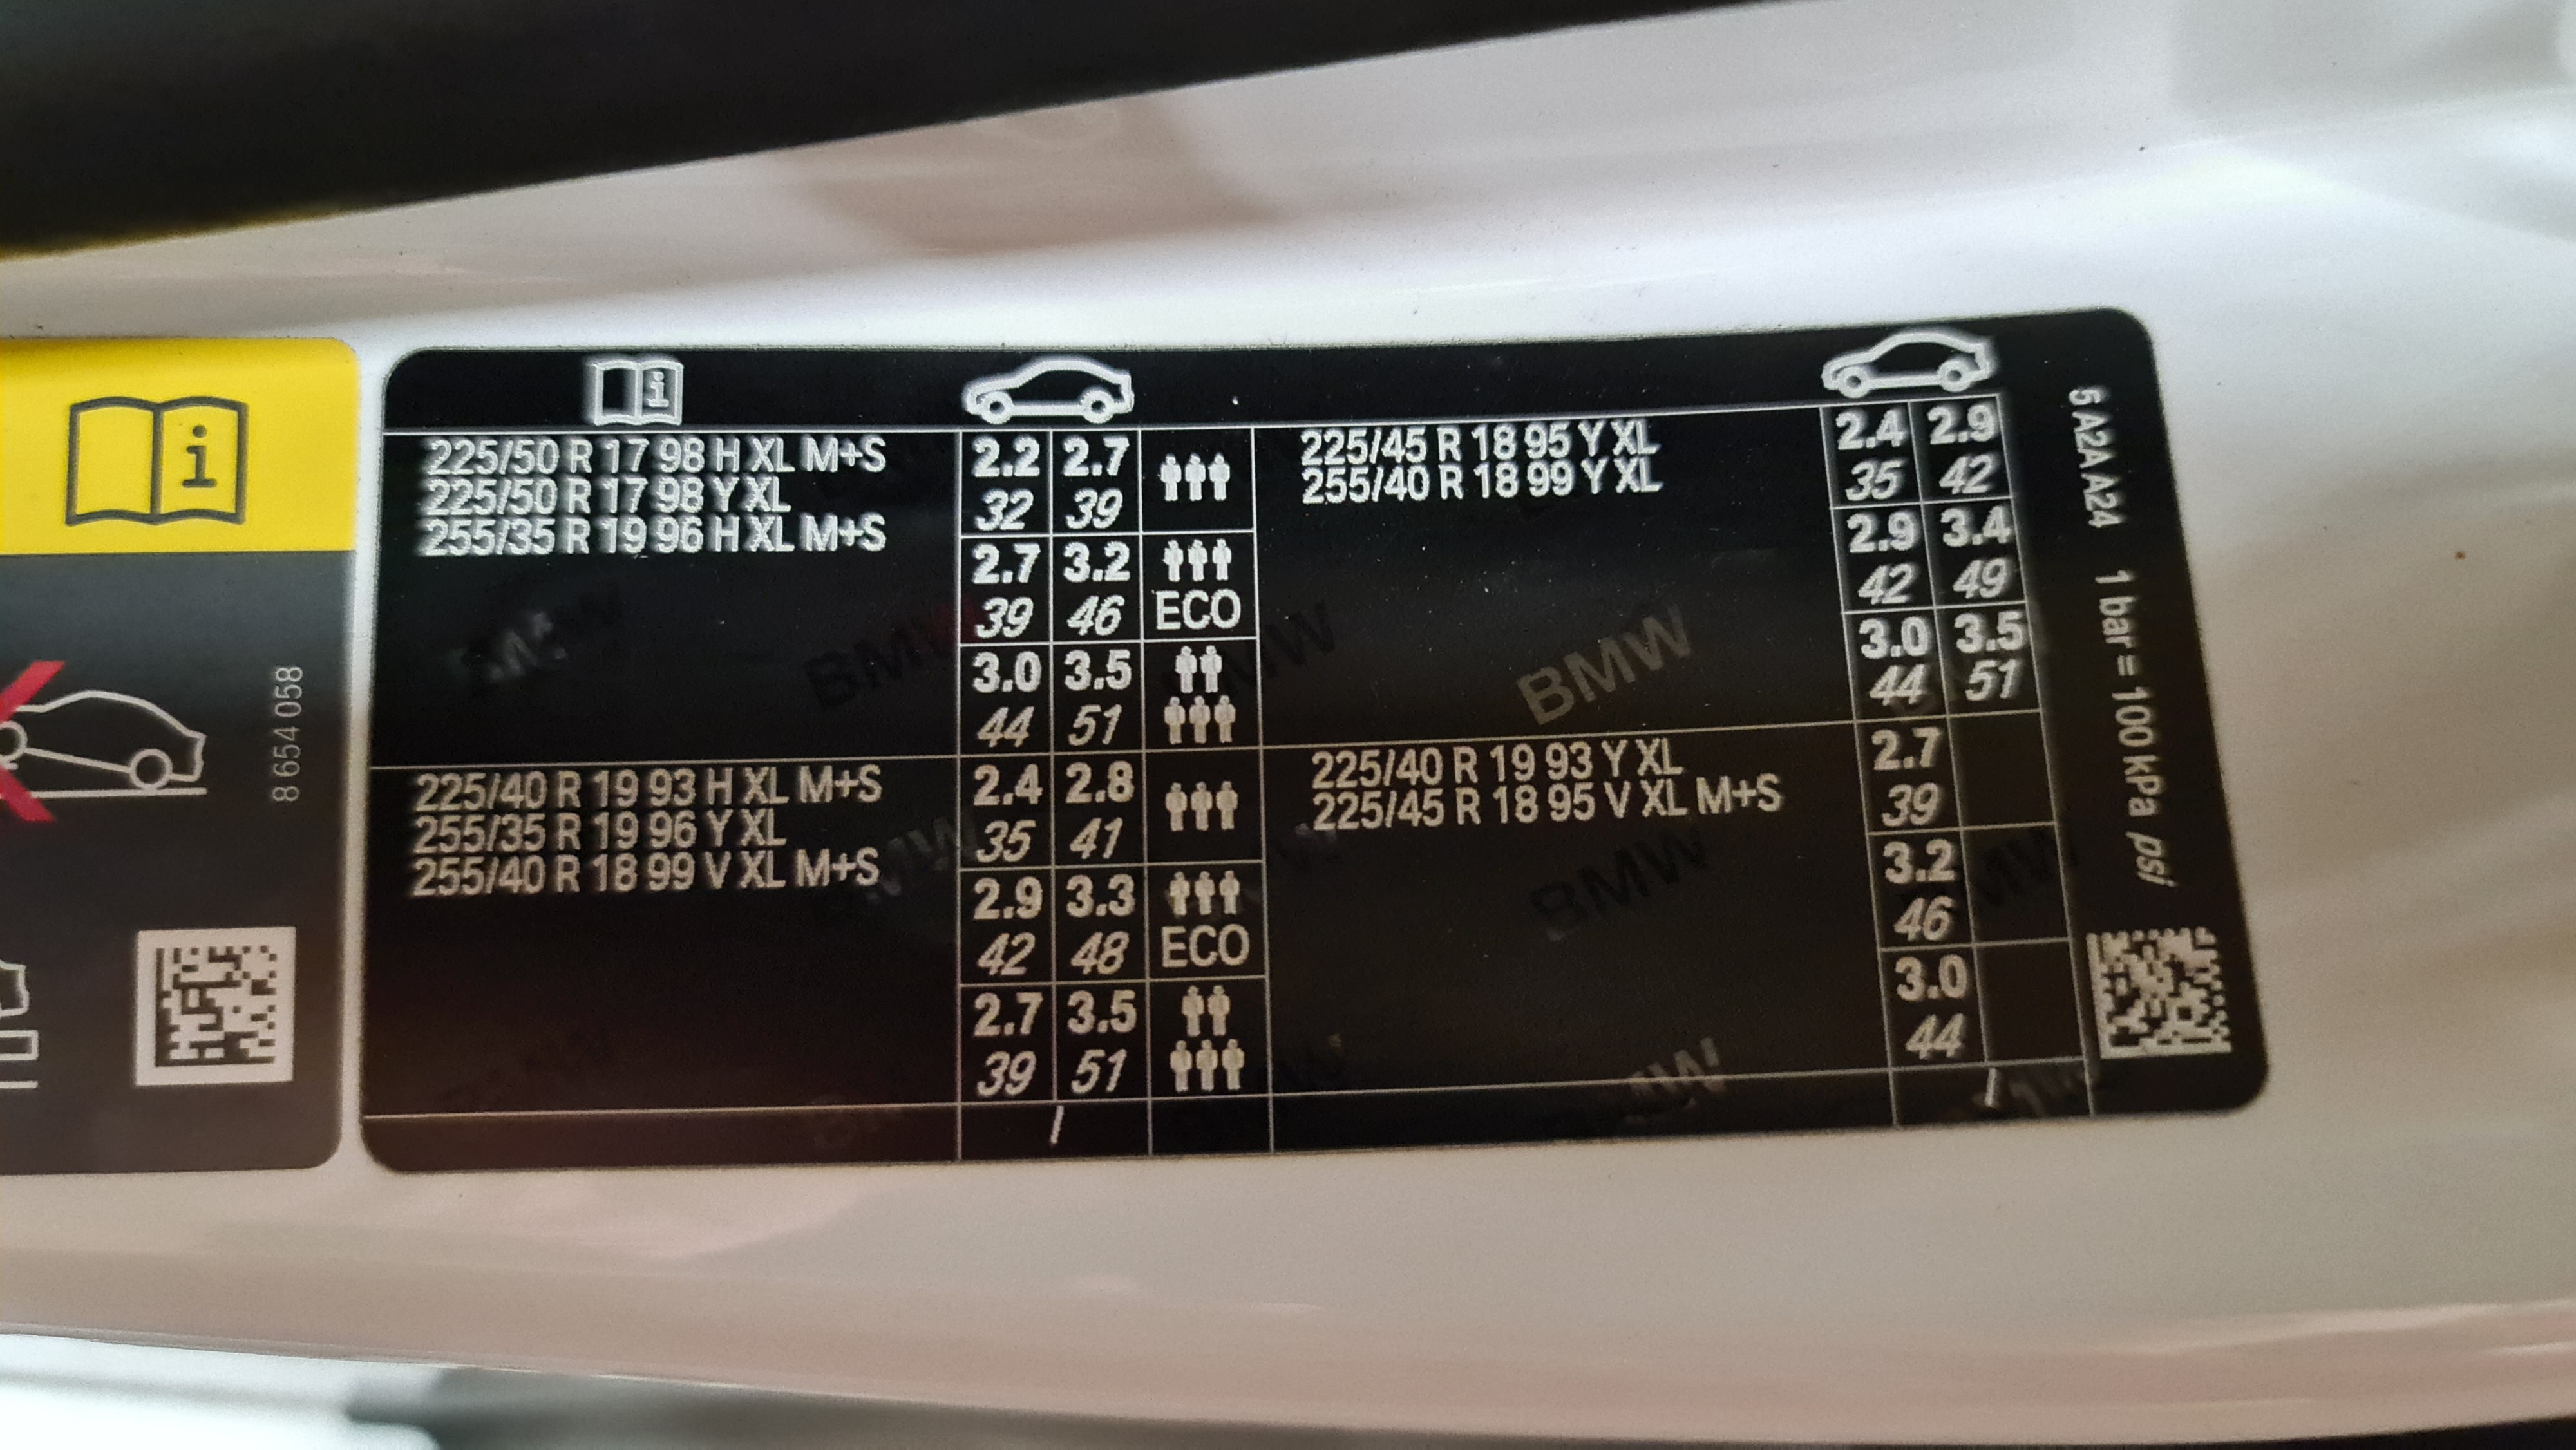 8 654 058
225/50 R 17 98 H XL M+S
225/50 R 17 98 Y XL
255/35 R 19 96 H XL M+S
2.2 2.7
32 39
2.7 3.2
39 46 ECO
3.0 3.5
44 51
225/40 R 19 93 H XL M+S
255/35 R 19 96 Y XL
255/40 R 18 99 V XL M+S
2.4 2.8
35 41
2.9 3.3
42 48 ECO
2.7 3.5
39 51
/
225/45 R 18 95 Y XL
255/40 R 18 99 Y XL
2.4 2.9
35 42
2.9 3.4
42 49
3.0 3.5
44 51
225/40 R 19 93 Y XL
225/45 R 18 95 V XL M+S
2.7
39
3.2
46
3.0
44
/
5 A2A A24 1 bar = 100 kPa psi
BMW
BMW
BMW
BMW
BMW